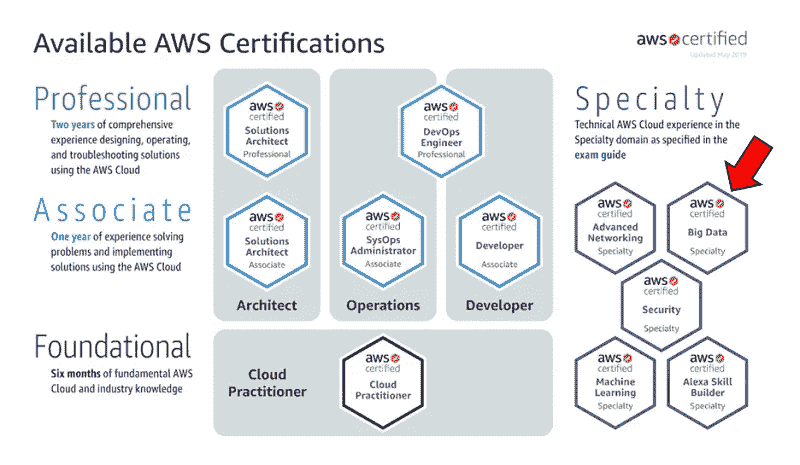 Available AWS Certifications
aws certified
Updated May 2019
Professional
Two years of comprehensive
experience designing, operating,
and troubleshooting solutions
using the AWS Cloud
aws
certified
Solutions
Architect
Professional
aws
certified
DevOps
Engineer
Professional
Specialty
Technical AWS Cloud experience in the
Specialty domain as specified in the
exam guide
Associate
One year of experience solving
problems and implementing
solutions using the AWS Cloud
aws
certified
Solutions
Architect
Associate
aws
certified
SysOps
Administrator
Associate
aws
certified
Developer
Associate
Architect
Operations
Developer
aws
certified
Advanced
Networking
Specialty
aws
certified
Big Data
Specialty
aws
certified
Security
Specialty
aws
certified
Machine
Learning
Specialty
aws
certified
Alexa Skill
Builder
Specialty
Foundational
Six months of fundamental AWS
Cloud and industry knowledge
Cloud
Practitioner
aws
certified
Cloud
Practitioner